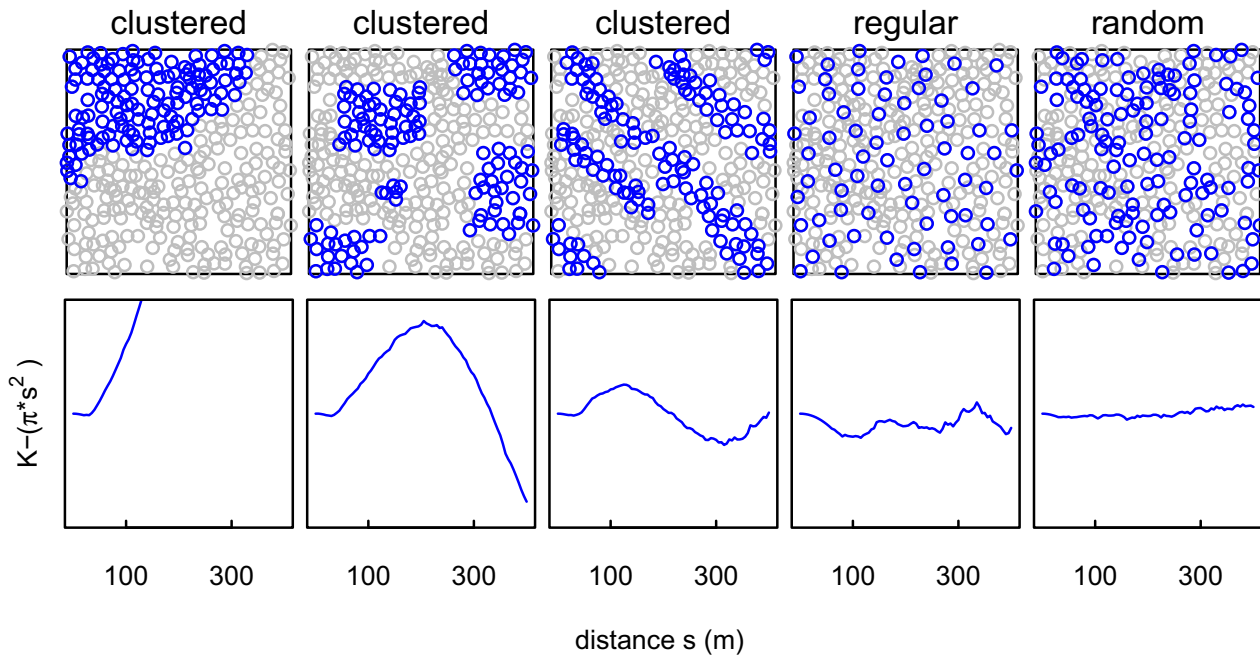 clustered clustered clustered regular random
K−(π*s²)
100 300 100 300 100 300 100 300 100 300
distance s (m)